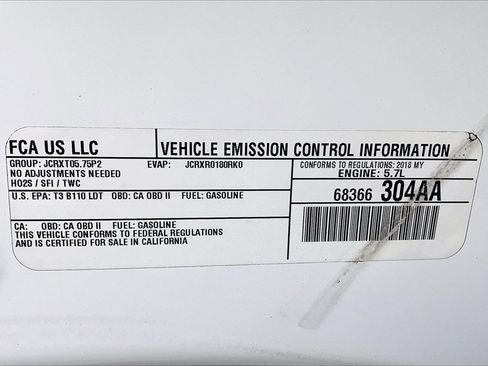 FCA US LLC
VEHICLE EMISSION CONTROL INFORMATION
GROUP: JCRXT05.75P2 EVAP: JCRXR0180RK0
NO ADJUSTMENTS NEEDED
HO2S / SFI / TWC
CONFORMS TO REGULATIONS: 2018 MY
ENGINE: 5.7L
U.S. EPA: T3 B110 LDT OBD: CA OBD II FUEL: GASOLINE
68366 304AA
CA: OBD: CA OBD II FUEL: GASOLINE
THIS VEHICLE CONFORMS TO FEDERAL REGULATIONS
AND IS CERTIFIED FOR SALE IN CALIFORNIA